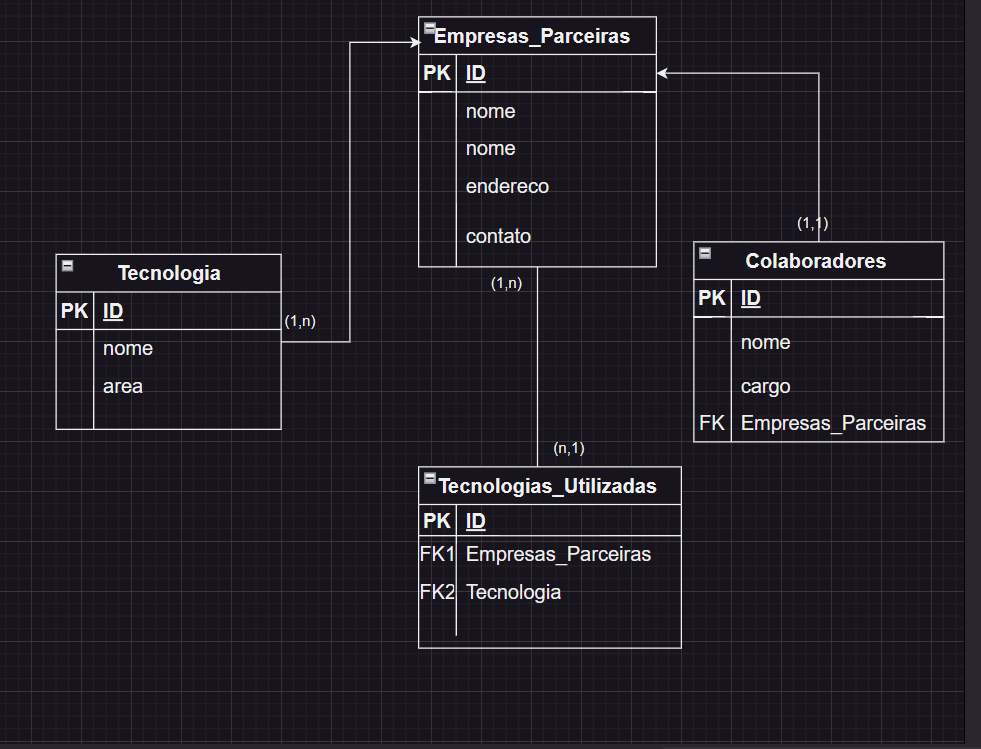 Empresas_Parceiras
PK ID
nome
nome
endereco
contato
(1,n)
(1,1)
Colaboradores
PK ID
nome
cargo
FK Empresas_Parceiras
Tecnologia
PK ID
nome
area
(1,n)
(n,1)
Tecnologias_Utilizadas
PK ID
FK1 Empresas_Parceiras
FK2 Tecnologia